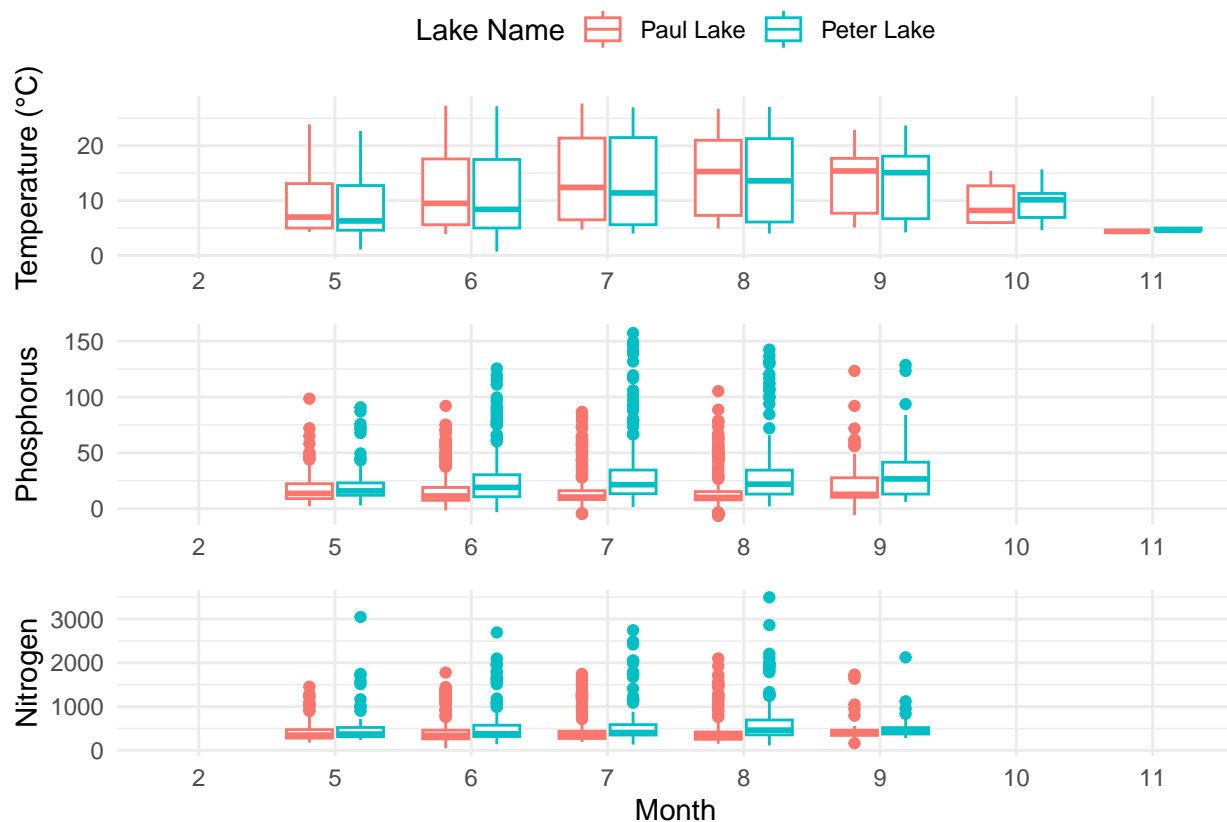 Lake Name Paul Lake Peter Lake
Temperature (°C)
20
10
0
2 5 6 7 8 9 10 11
Phosphorus
150
100
50
0
2 5 6 7 8 9 10 11
Nitrogen
3000
2000
1000
0
2 5 6 7 8 9 10 11
Month